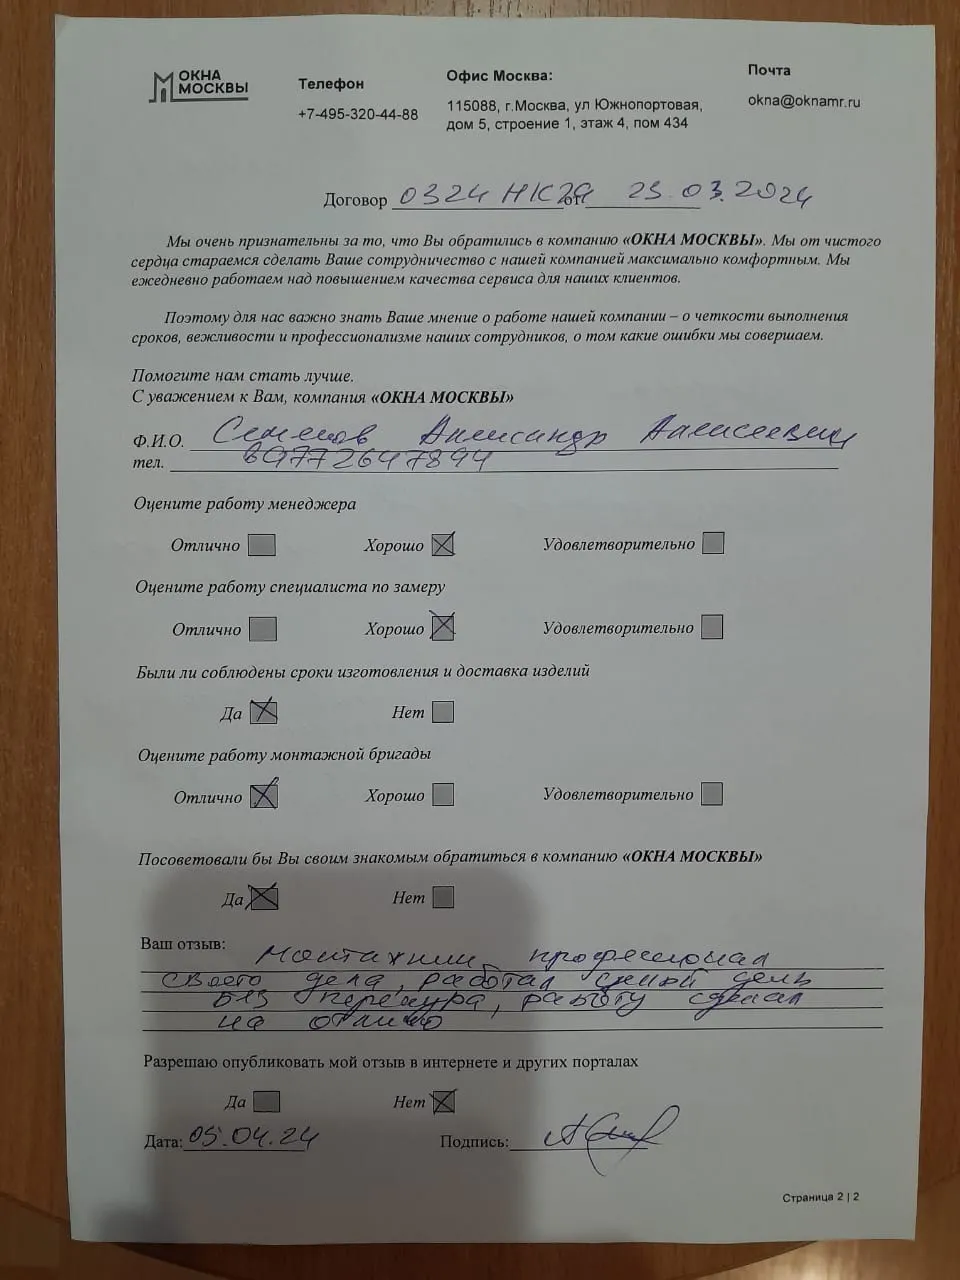 ОКНА
МОСКВЫ
Телефон
+7-495-320-44-88
Офис Москва:
115088, г.Москва, ул Южнопортовая,
дом 5, строение 1, этаж 4, пом 434
Почта
okna@oknamr.ru
Договор 0324 НК29 от 25.03.2024
Мы очень признательны за то, что Вы обратились в компанию «ОКНА МОСКВЫ». Мы от чистого
сердца стараемся сделать Ваше сотрудничество с нашей компанией максимально комфортным. Мы
ежедневно работаем над повышением качества сервиса для наших клиентов.
Поэтому для нас важно знать Ваше мнение о работе нашей компании – о четкости выполнения
сроков, вежливости и профессионализме наших сотрудников, о том какие ошибки мы совершаем.
Помогите нам стать лучше.
С уважением к Вам, компания «ОКНА МОСКВЫ»
Ф.И.О. Семенов Александр Алексеевич
тел. 89772647894
Оцените работу менеджера
Отлично Хорошо Удовлетворительно
Оцените работу специалиста по замеру
Отлично Хорошо Удовлетворительно
Были ли соблюдены сроки изготовления и доставка изделий
Да Нет
Оцените работу монтажной бригады
Отлично Хорошо Удовлетворительно
Посоветовали бы Вы своим знакомым обратиться в компанию «ОКНА МОСКВЫ»
Да Нет
Ваш отзыв: Монтажник профессионал
своего дела, работал целый день
без перекура, работу сделал
на отлично
Разрешаю опубликовать мой отзыв в интернете и других порталах
Да Нет
Дата: 05.04.24 Подпись:
Страница 2 | 2